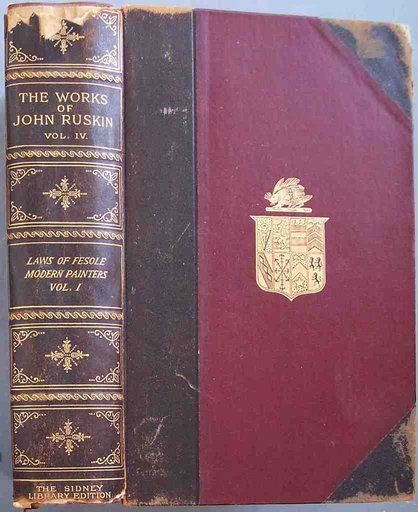 THE WORKS
OF
JOHN RUSKIN
VOL. IV.
LAWS OF FESOLE
MODERN PAINTERS
VOL. I
THE SIDNEY
LIBRARY EDITION